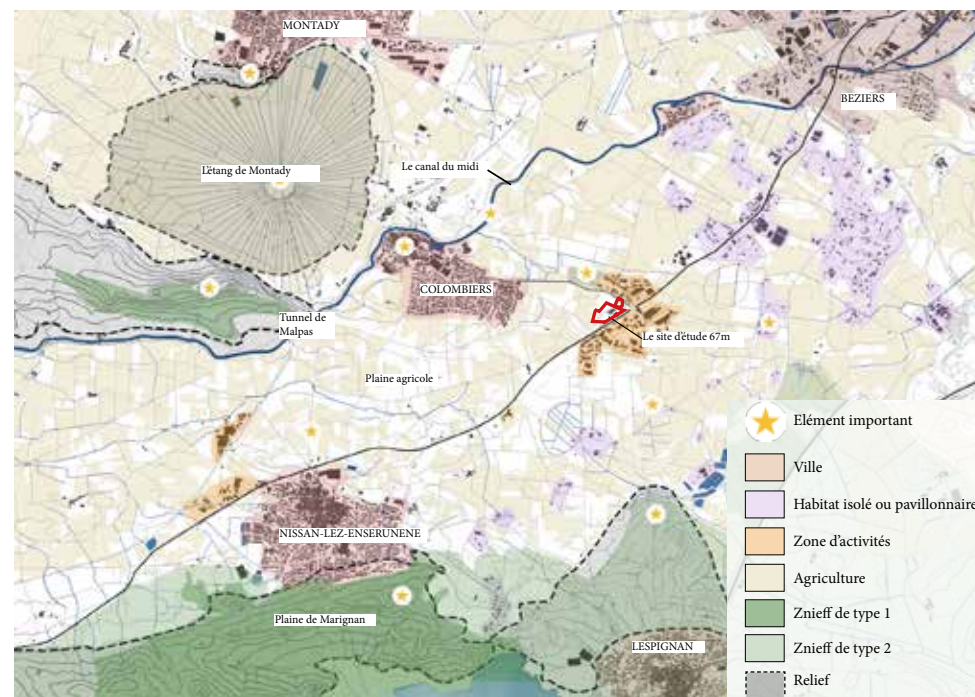 MONTADY
BEZIERS
L'étang de Montady
Le canal du midi
COLOMBIERS
Tunnel de
Malpas
Le site d'étude 67m
Plaine agricole
NISSAN-LEZ-ENSERUNENE
Plaine de Marignan
LESPIGNAN
Elément important
Ville
Habitat isolé ou pavillonnaire
Zone d'activités
Agriculture
Znieff de type 1
Znieff de type 2
Relief